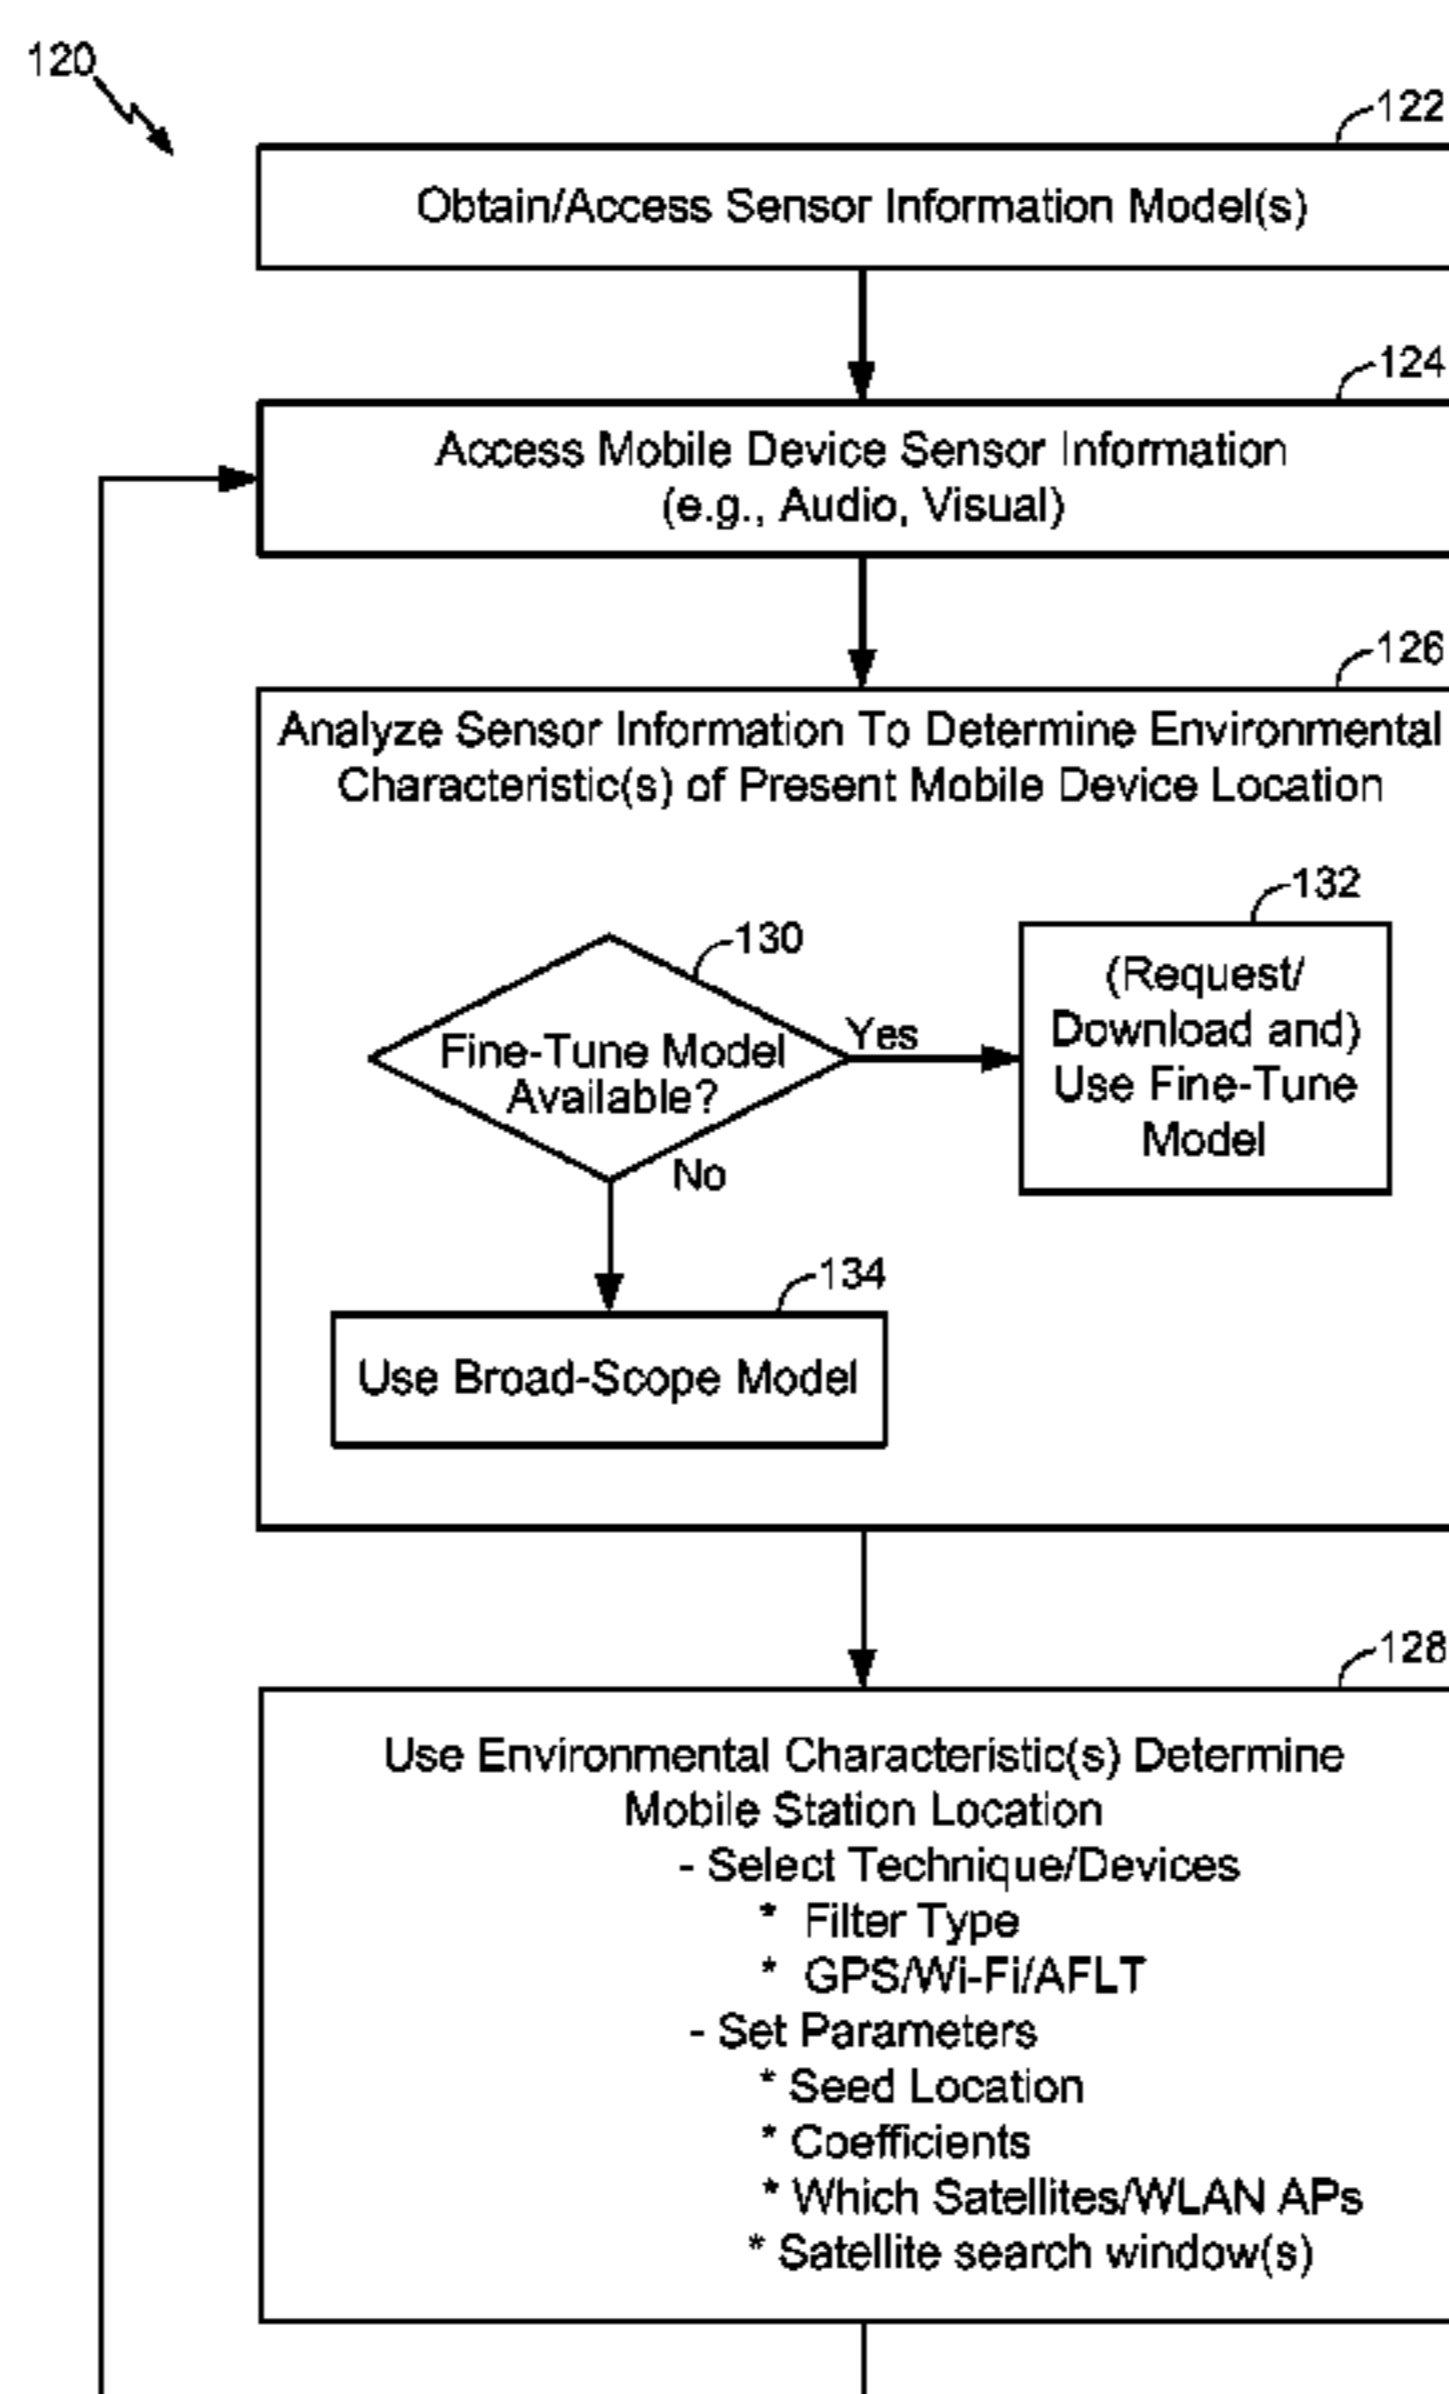 120
122
Obtain/Access Sensor Information Model(s)
124
Access Mobile Device Sensor Information
(e.g., Audio, Visual)
126
Analyze Sensor Information To Determine Environmental
Characteristic(s) of Present Mobile Device Location
132
130
(Request/
Download and)
Use Fine-Tune
Model
Yes
Fine-Tune Model
Available?
No
134
Use Broad-Scope Model
128
Use Environmental Characteristic(s) Determine
Mobile Station Location
- Select Technique/Devices
* Filter Type
* GPS/Wi-Fi/AFLT
- Set Parameters
* Seed Location
* Coefficients
* Which Satellites/WLAN APs
* Satellite search window(s)